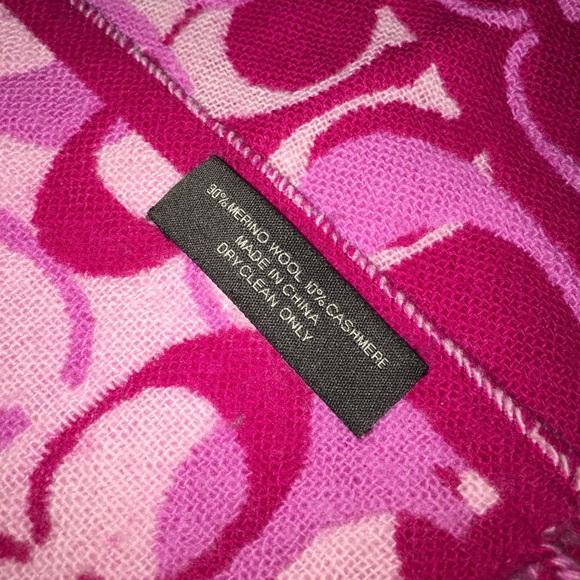 90% MERINO WOOL 10% CASHMERE
MADE IN CHINA
DRY CLEAN ONLY